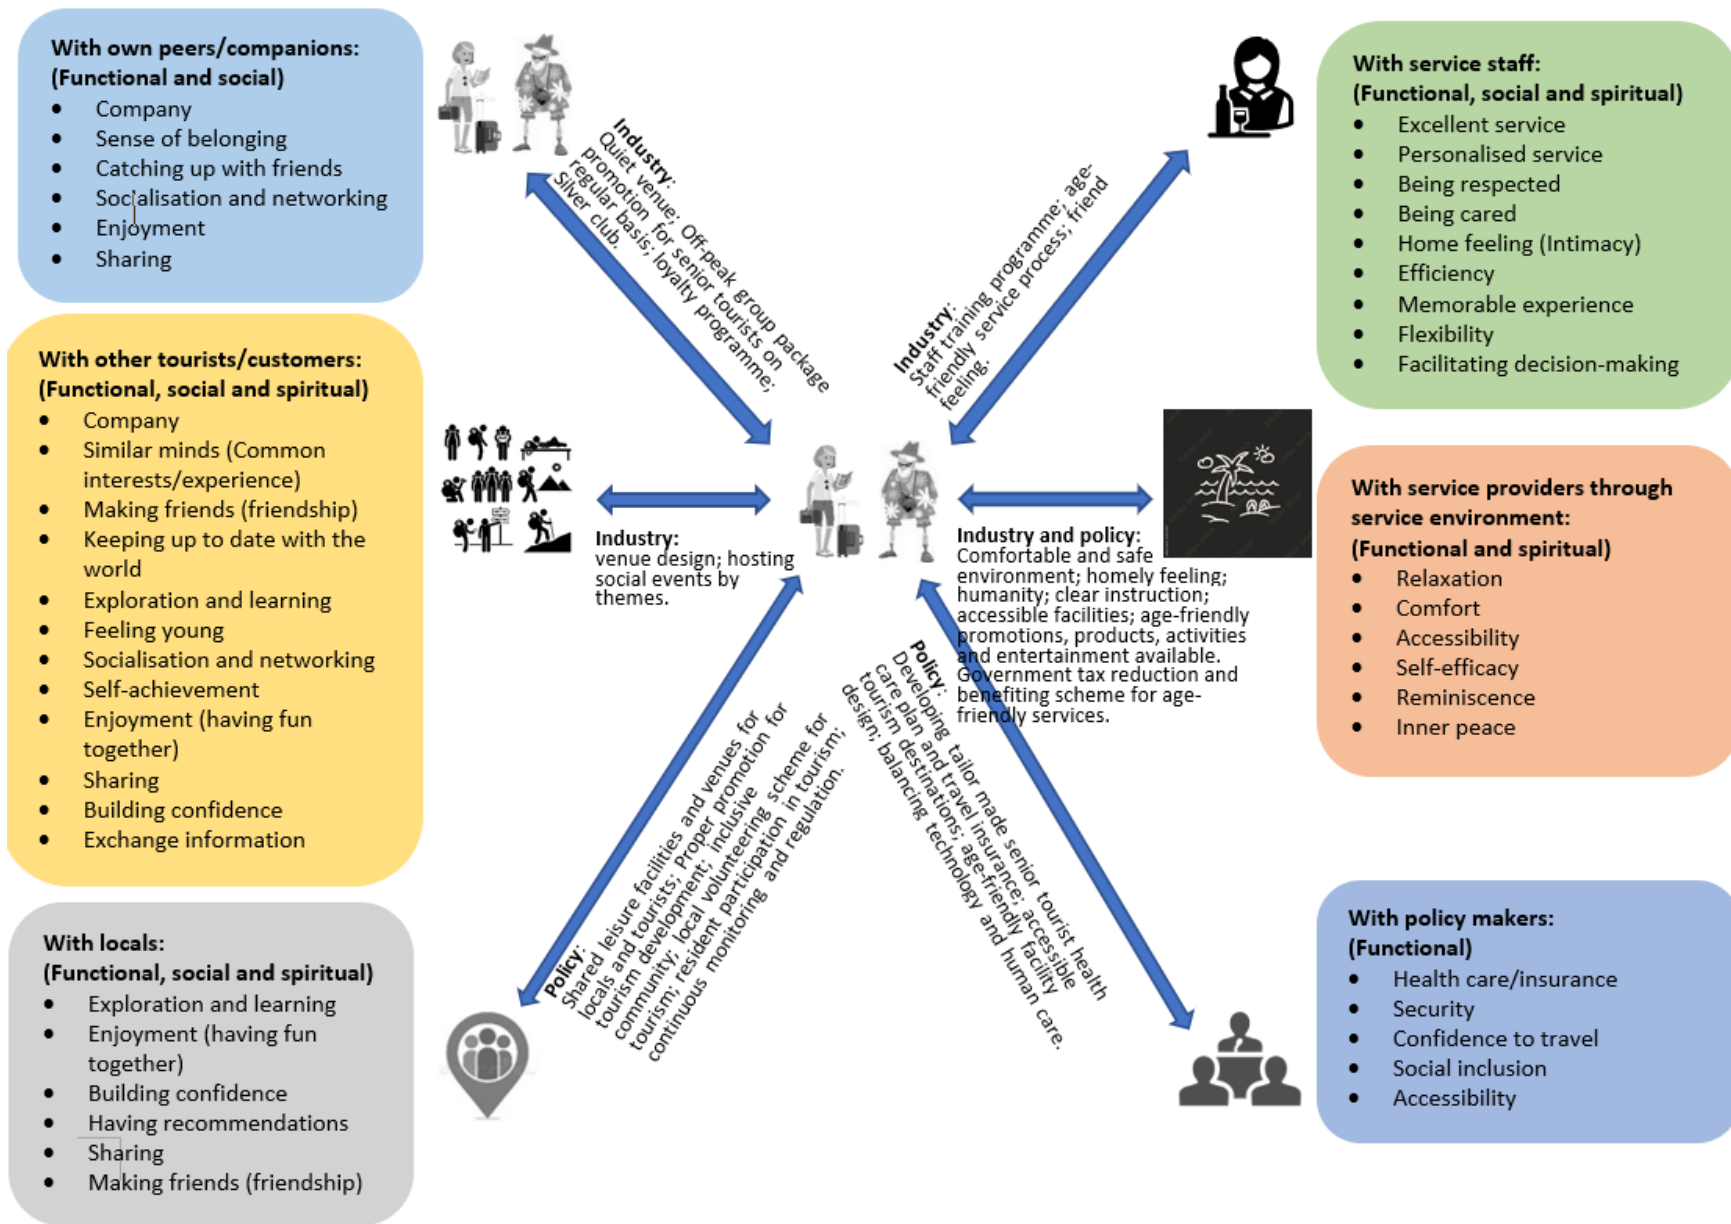 With own peers/companions:
(Functional and social)
• Company
• Sense of belonging
• Catching up with friends
• Socialisation and networking
• Enjoyment
• Sharing
With other tourists/customers:
(Functional, social and spiritual)
• Company
• Similar minds (Common
interests/experience)
• Making friends (friendship)
• Keeping up to date with the
world
• Exploration and learning
• Feeling young
• Socialisation and networking
• Self-achievement
• Enjoyment (having fun
together)
• Sharing
• Building confidence
• Exchange information
With locals:
(Functional, social and spiritual)
• Exploration and learning
• Enjoyment (having fun
together)
• Building confidence
• Having recommendations
• Sharing
• Making friends (friendship)
Industry:
Quiet venue; Off-peak group package
promotion for senior tourists on
regular basis; loyalty programme;
Silver club.
Industry:
venue design; hosting
social events by
themes.
Policy:
Shared leisure facilities and venues for
locals and tourists; Proper promotion for
tourism development; inclusive
community; local volunteering scheme for
tourism; resident participation in tourism;
continuous monitoring and regulation.
Industry:
Staff training programme; age-
friendly service process; friend
feeling.
Industry and policy:
Comfortable and safe
environment; homely feeling;
humanity; clear instruction;
accessible facilities; age-friendly
promotions, products, activities
and entertainment available.
Government tax reduction and
benefiting scheme for age-
friendly services.
Policy:
Developing tailor made senior tourist health
care plan and travel insurance; accessible
tourism destinations; age-friendly facility
design; balancing technology and human care.
With service staff:
(Functional, social and spiritual)
• Excellent service
• Personalised service
• Being respected
• Being cared
• Home feeling (Intimacy)
• Efficiency
• Memorable experience
• Flexibility
• Facilitating decision-making
With service providers through
service environment:
(Functional and spiritual)
• Relaxation
• Comfort
• Accessibility
• Self-efficacy
• Reminiscence
• Inner peace
With policy makers:
(Functional)
• Health care/insurance
• Security
• Confidence to travel
• Social inclusion
• Accessibility